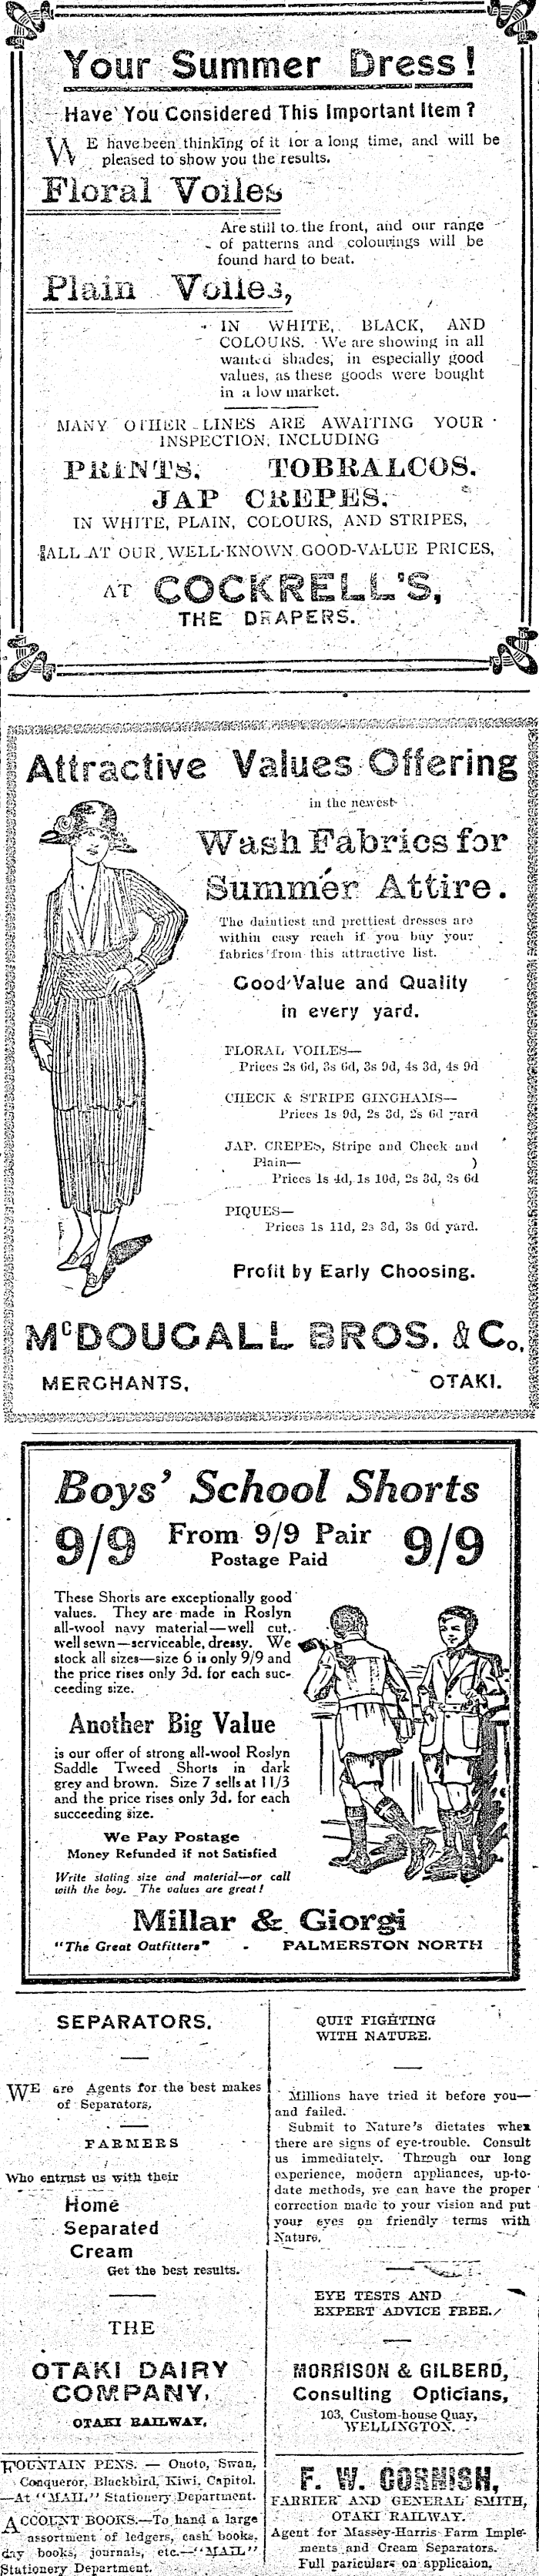 Your Summer Dress!
Have You Considered This Important Item?
WE have been thinking of it for a long time, and will be
pleased to show you the results.
Floral Voiles
Are still to the front, and our range
of patterns and colourings will be
found hard to beat.
Plain Voiles,
IN WHITE, BLACK, AND
COLOURS. We are showing in all
wanted shades, in especially good
values, as these goods were bought
in a low market.
MANY OTHER LINES ARE AWAITING YOUR
INSPECTION, INCLUDING
PRINTS. TOBRALCOS.
JAP CREPES.
IN WHITE, PLAIN, COLOURS, AND STRIPES,
ALL AT OUR WELL-KNOWN GOOD-VALUE PRICES,
AT COCKRELL'S,
THE DRAPERS.
Attractive Values Offering
in the newest
Wash Fabrics for
Summer Attire.
The daintiest and prettiest dresses are
within easy reach if you buy your
fabrics from this attractive list.
Good Value and Quality
in every yard.
FLORAL VOILES—
Prices 2s 6d, 3s 6d, 3s 9d, 4s 3d, 4s 9d
CHECK & STRIPE GINGHAMS—
Prices 1s 9d, 2s 3d, 2s 6d yard
JAP. CREPES, Stripe and Check and
Plain— )
Prices 1s 4d, 1s 10d, 2s 3d, 2s 6d
PIQUES—
Prices 1s 11d, 2s 3d, 3s 6d yard.
Profit by Early Choosing.
McDOUGALL BROS. & Co.,
MERCHANTS, OTAKI.
Boys' School Shorts
9/9 From 9/9 Pair 9/9
Postage Paid
These Shorts are exceptionally good
values. They are made in Roslyn
all-wool navy material—well cut,
well sewn—serviceable, dressy. We
stock all sizes—size 6 is only 9/9 and
the price rises only 3d. for each suc-
ceeding size.
Another Big Value
is our offer of strong all-wool Roslyn
Saddle Tweed Shorts in dark
grey and brown. Size 7 sells at 11/3
and the price rises only 3d. for each
succeeding size.
We Pay Postage
Money Refunded if not Satisfied
Write stating size and material—or call
with the boy. The values are great!
Millar & Giorgi
"The Great Outfitters" - PALMERSTON NORTH
SEPARATORS.
WE are Agents for the best makes
of Separators,
FARMERS
Who entrust us with their
Home
Separated
Cream
Get the best results.
THE
OTAKI DAIRY
COMPANY,
OTAKI RAILWAY.
FOUNTAIN PENS. — Onoto, Swan,
Conqueror, Blackbird, Kiwi, Capitol.
—At "MAIL" Stationery Department.
ACCOUNT BOOKS.—To hand a large
assortment of ledgers, cash books,
day books, journals, etc.—"MAIL"
Stationery Department.
QUIT FIGHTING
WITH NATURE.
Millions have tried it before you—
and failed.
Submit to Nature's dictates when
there are signs of eye-trouble. Consult
us immediately. Through our long
experience, modern appliances, up-to-
date methods, we can have the proper
correction made to your vision and put
your eyes on friendly terms with
Nature.
EYE TESTS AND
EXPERT ADVICE FREE.
MORRISON & GILBERD,
Consulting Opticians,
103, Custom-house Quay,
WELLINGTON.
F. W. CORNISH,
FARRIER AND GENERAL SMITH,
OTAKI RAILWAY.
Agent for Massey-Harris Farm Imple-
ments and Cream Separators.
Full pariculars on applicaion.